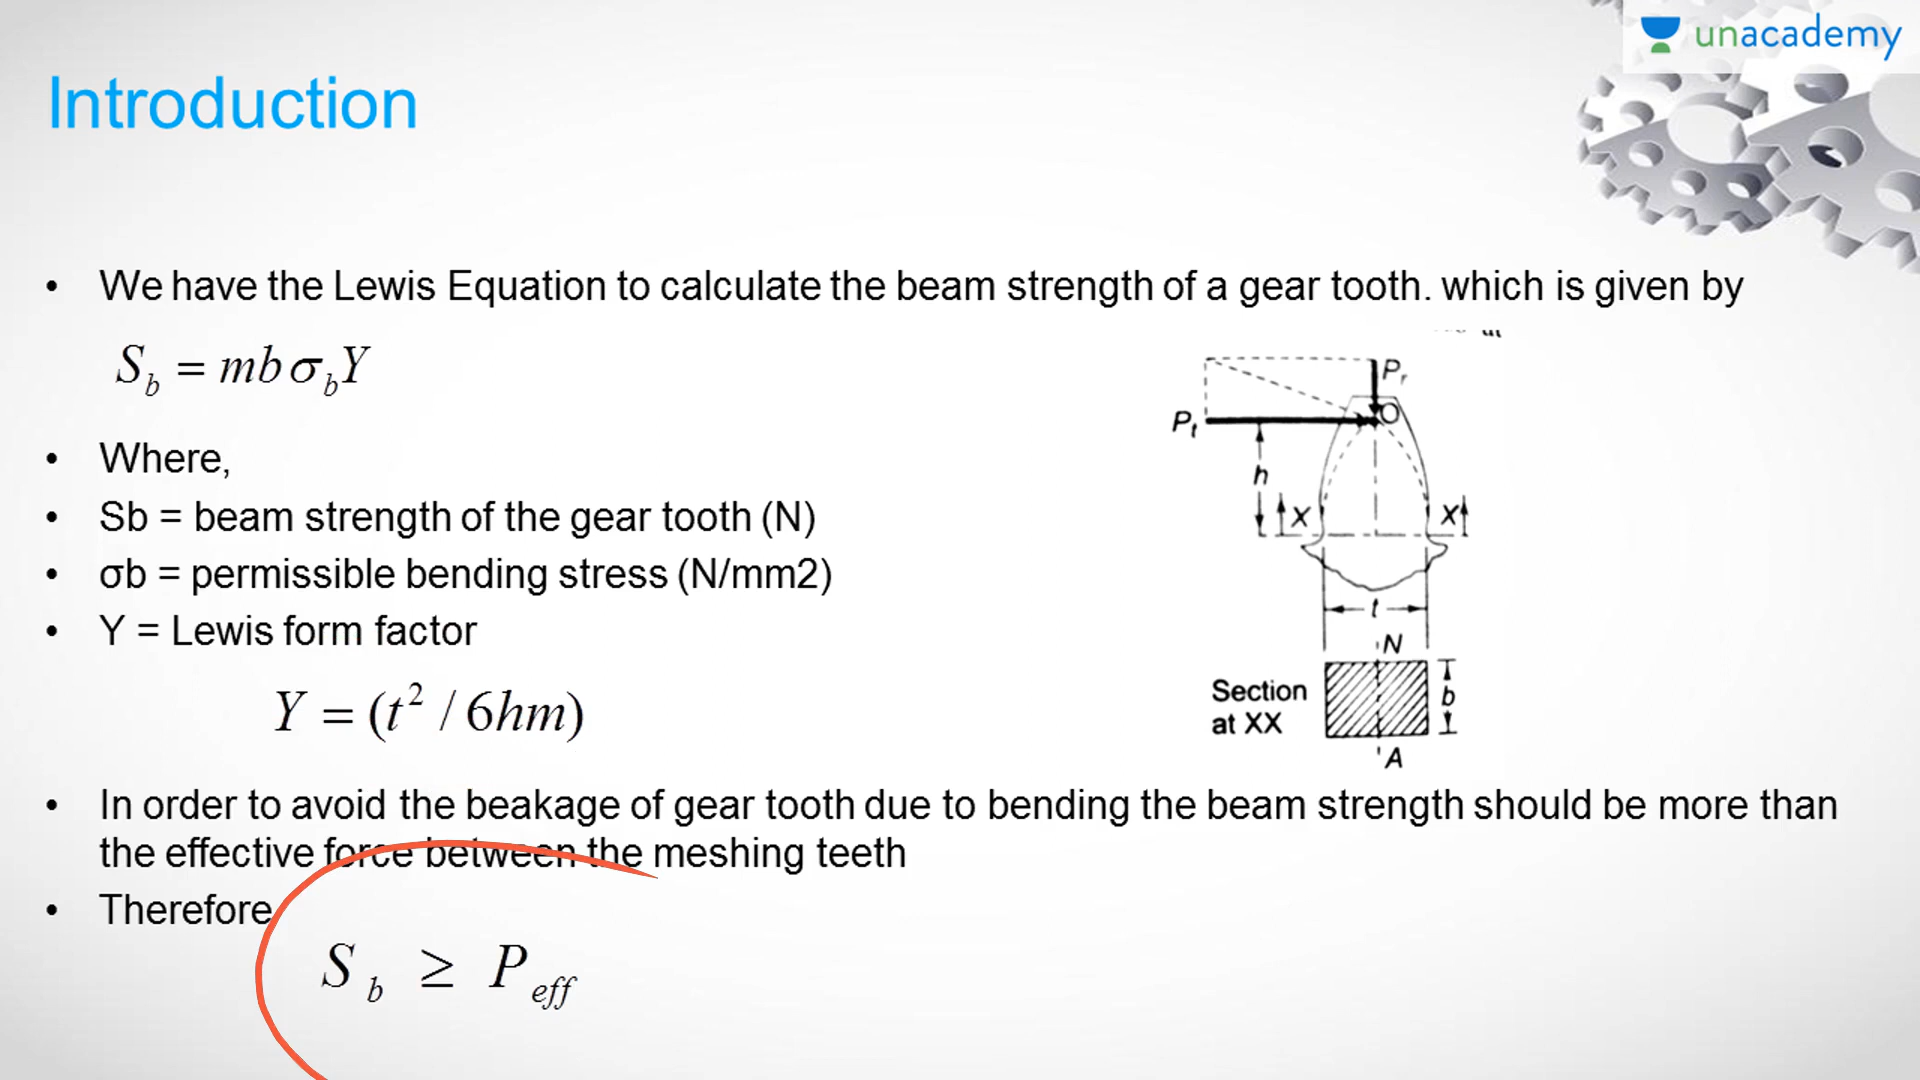 unacademy
Introduction
• We have the Lewis Equation to calculate the beam strength of a gear tooth. which is given by
S_b = mbσ_bY
• Where,
• Sb = beam strength of the gear tooth (N)
• σb = permissible bending stress (N/mm2)
• Y = Lewis form factor
Y = (t² / 6hm)
P_r
O
P_t
h
X X
t
N
Section
at XX
b
A
• In order to avoid the beakage of gear tooth due to bending the beam strength should be more than
the effective force between the meshing teeth
• Therefore
S_b ≥ P_eff